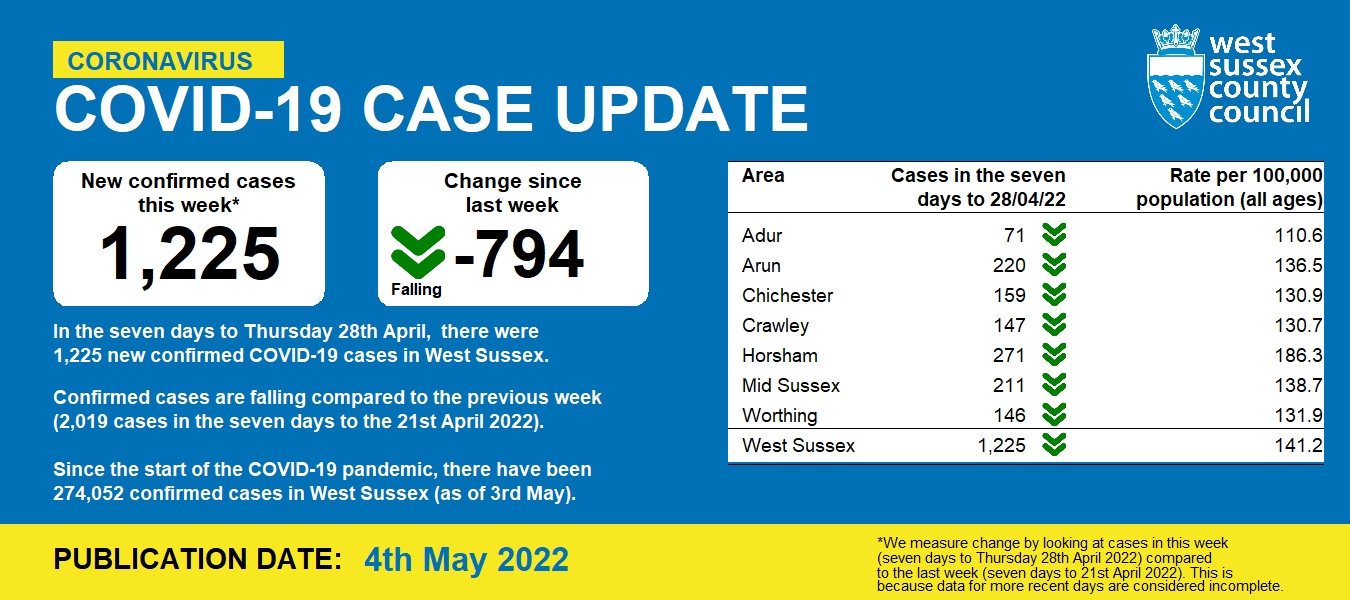 CORONAVIRUS
COVID-19 CASE UPDATE
west
sussex
county
council
New confirmed cases
this week*
1,225
Change since
last week
-794
Falling
In the seven days to Thursday 28th April, there were
1,225 new confirmed COVID-19 cases in West Sussex.
Confirmed cases are falling compared to the previous week
(2,019 cases in the seven days to the 21st April 2022).
Since the start of the COVID-19 pandemic, there have been
274,052 confirmed cases in West Sussex (as of 3rd May).
Area Cases in the seven Rate per 100,000
days to 28/04/22 population (all ages)
Adur 71 110.6
Arun 220 136.5
Chichester 159 130.9
Crawley 147 130.7
Horsham 271 186.3
Mid Sussex 211 138.7
Worthing 146 131.9
West Sussex 1,225 141.2
PUBLICATION DATE: 4th May 2022
*We measure change by looking at cases in this week
(seven days to Thursday 28th April 2022) compared
to the last week (seven days to 21st April 2022). This is
because data for more recent days are considered incomplete.